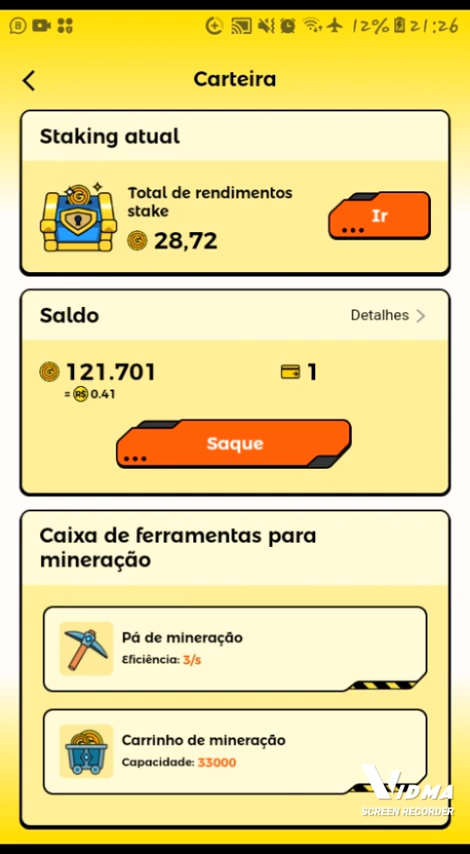 12% 21:26
Carteira
Staking atual
Total de rendimentos
stake
28,72
Ir
Saldo
Detalhes
121.701
1
= R$ 0.41
Saque
Caixa de ferramentas para
mineração
Pá de mineração
Eficiência: 3/s
Carrinho de mineração
Capacidade: 33000
VIDMA
SCREEN RECORDER